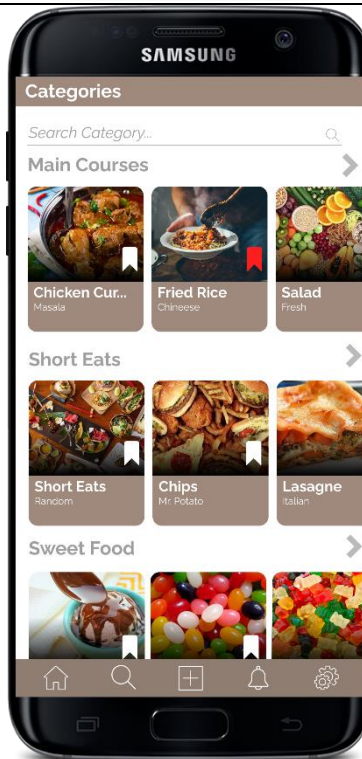 SAMSUNG
Categories
Search Category...
Main Courses
Chicken Cur... Fried Rice Salad
Masala Chineese Fresh
Short Eats
Short Eats Chips Lasagne
Random Mr. Potato Italian
Sweet Food